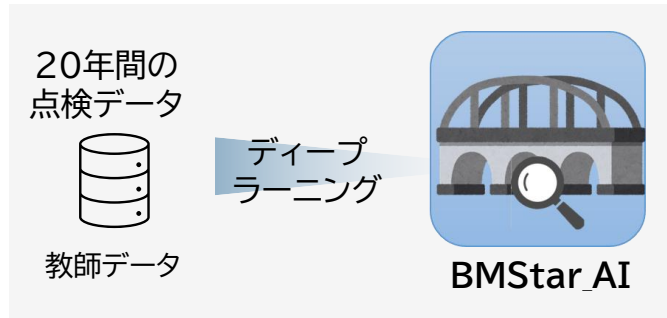 20年間の
点検データ
教師データ
ディープ
ラーニング
BMStar_AI